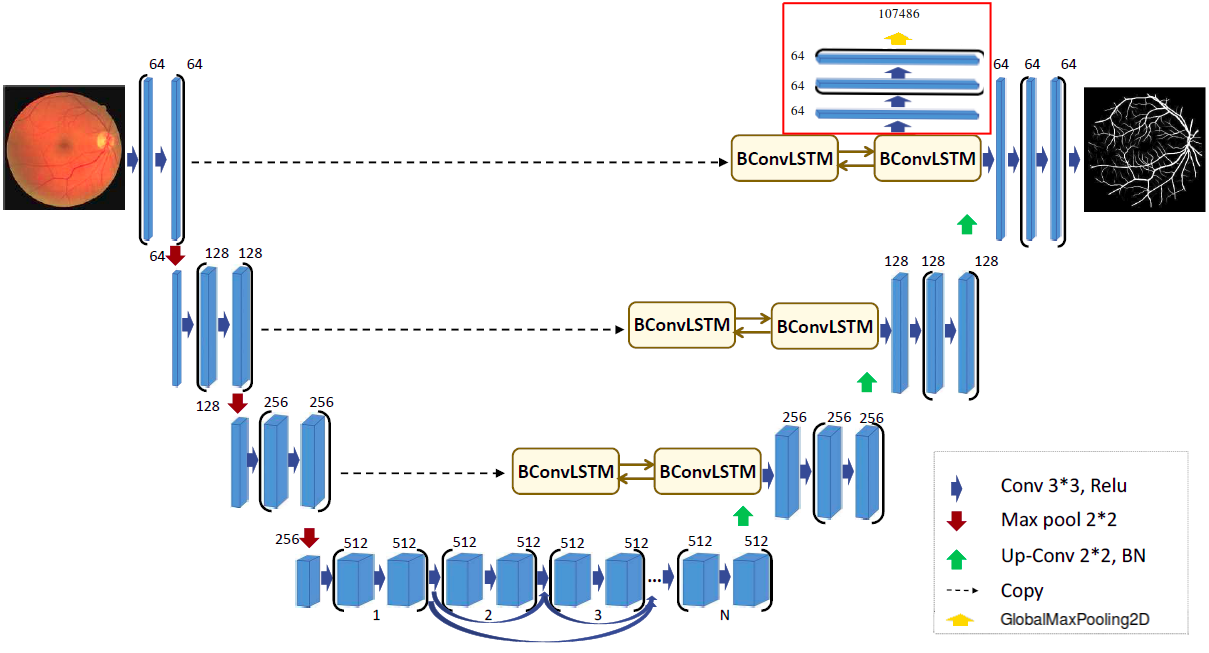 107486
64
64
64
64 64
64 64 64
BConvLSTM BConvLSTM
64 128 128
128 128 128
BConvLSTM BConvLSTM
128 256 256
256 256 256
BConvLSTM BConvLSTM
256 512 512 512 512 512 512 ... 512 512
1 2 3 N
Conv 3*3, Relu
Max pool 2*2
Up-Conv 2*2, BN
Copy
GlobalMaxPooling2D